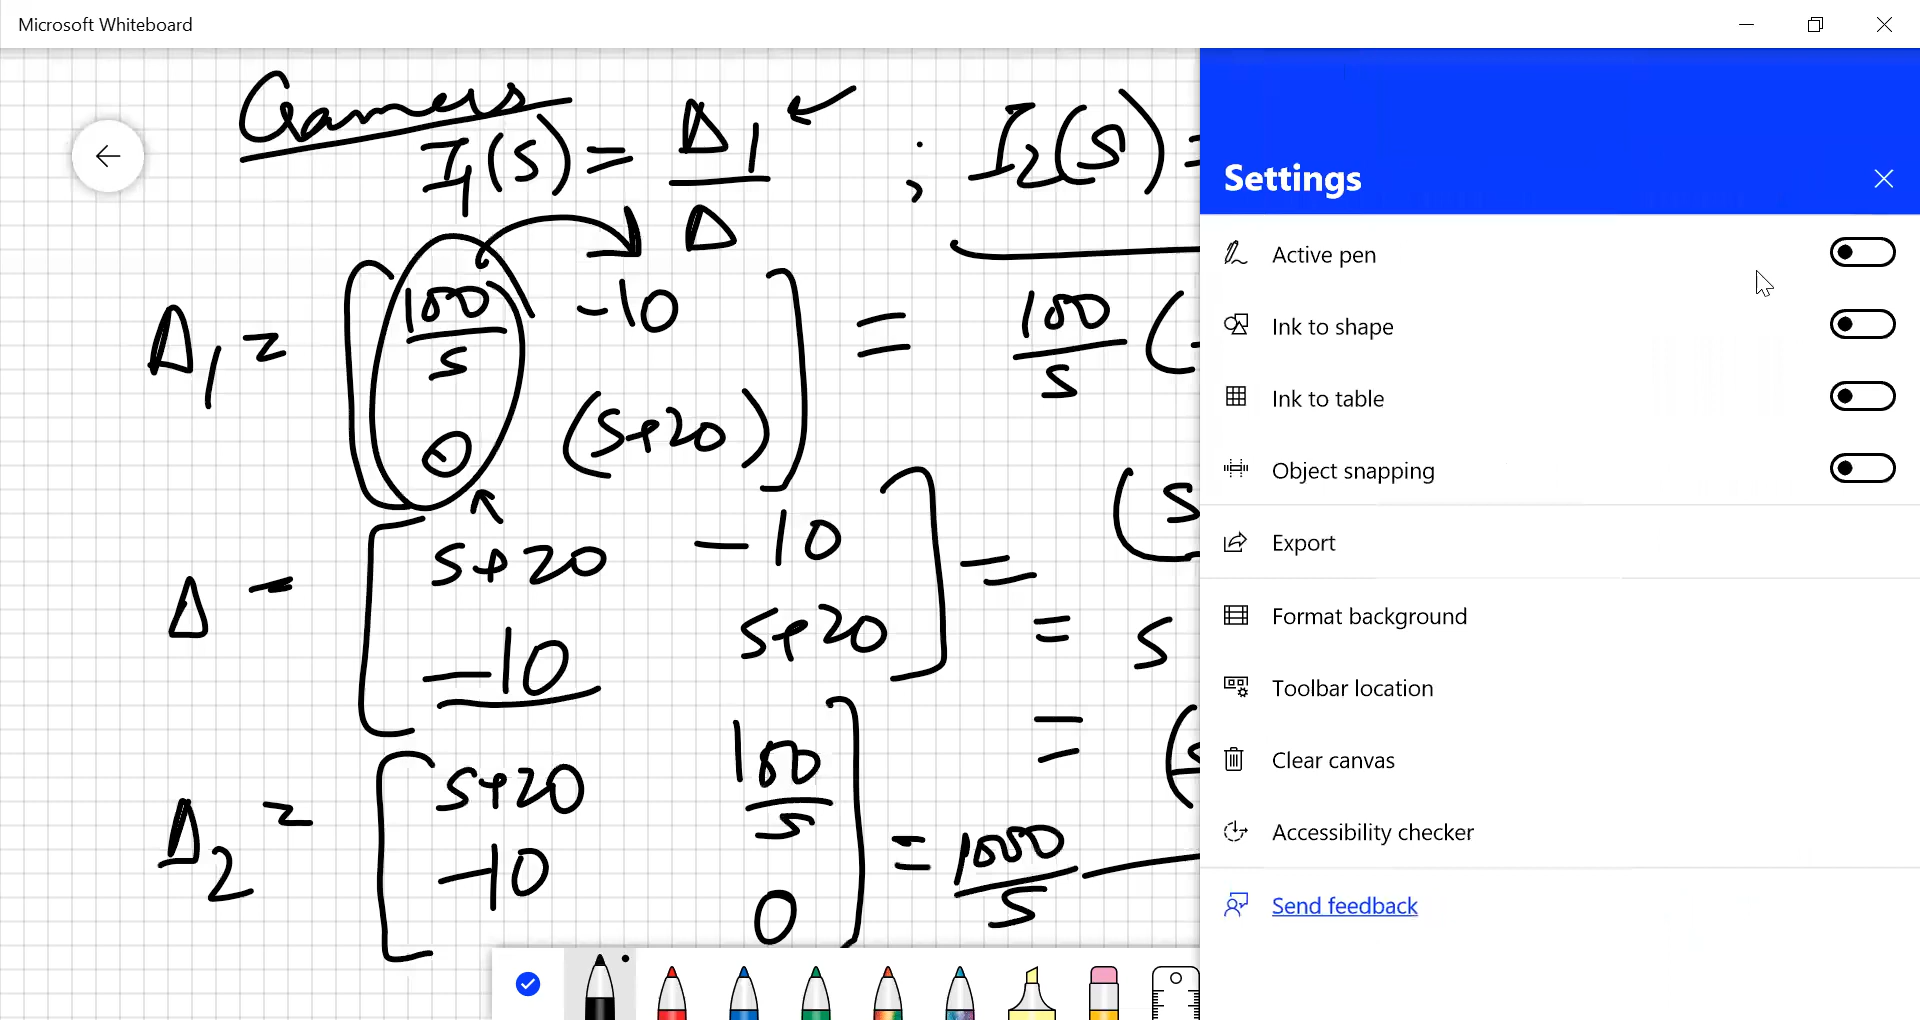 Microsoft Whiteboard
Cramers
I₁(s) = Δ₁ / Δ ; I₂(s) =
Δ₁ = [ 100/s -10
0 (s+20) ] = 100/s (
Δ = [ s+20 -10
-10 s+20 ] = (s
= s
= (s
Δ₂ = [ s+20 100/s
-10 0 ] = 1000/s
Settings
Active pen
Ink to shape
Ink to table
Object snapping
Export
Format background
Toolbar location
Clear canvas
Accessibility checker
Send feedback